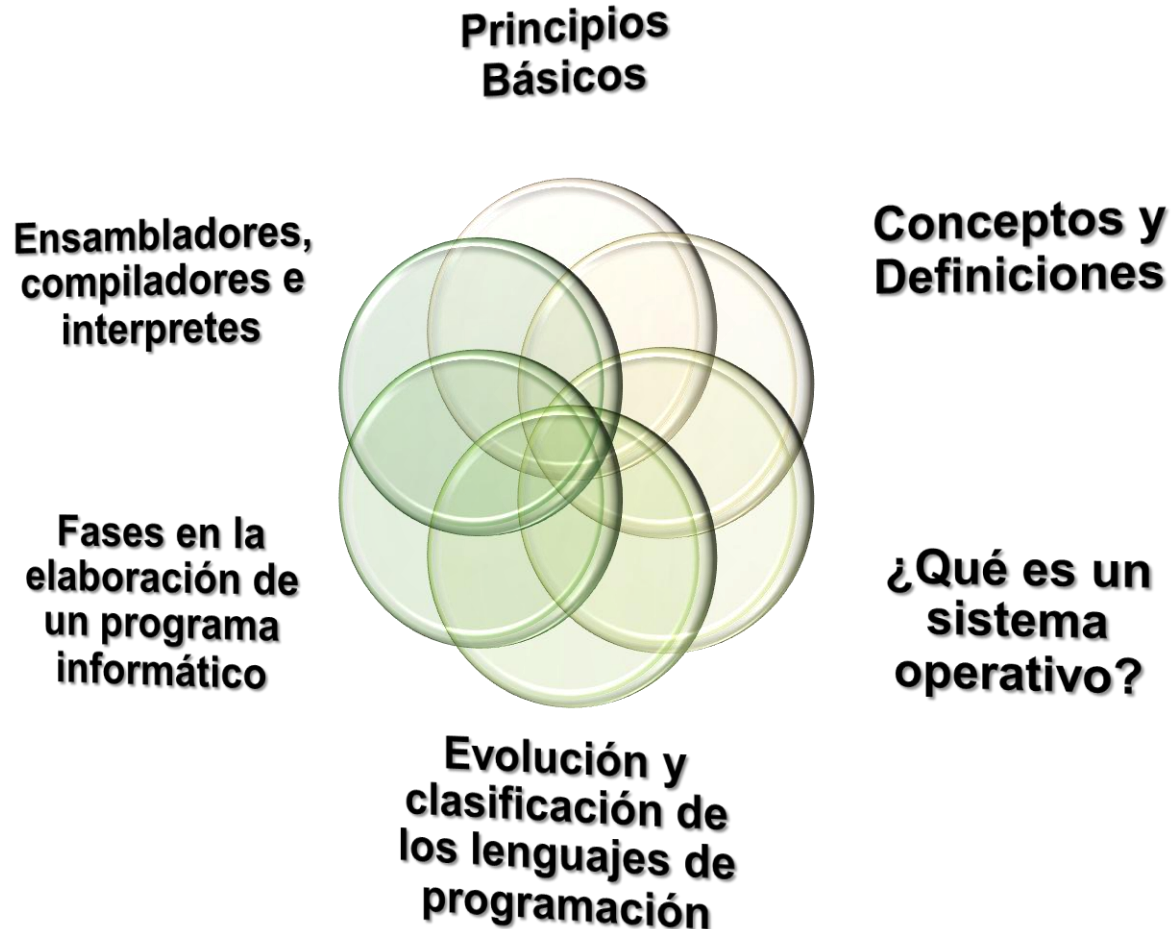 Principios
Básicos
Conceptos y
Definiciones
¿Qué es un
sistema
operativo?
Evolución y
clasificación de
los lenguajes de
programación
Fases en la
elaboración de
un programa
informático
Ensambladores,
compiladores e
interpretes